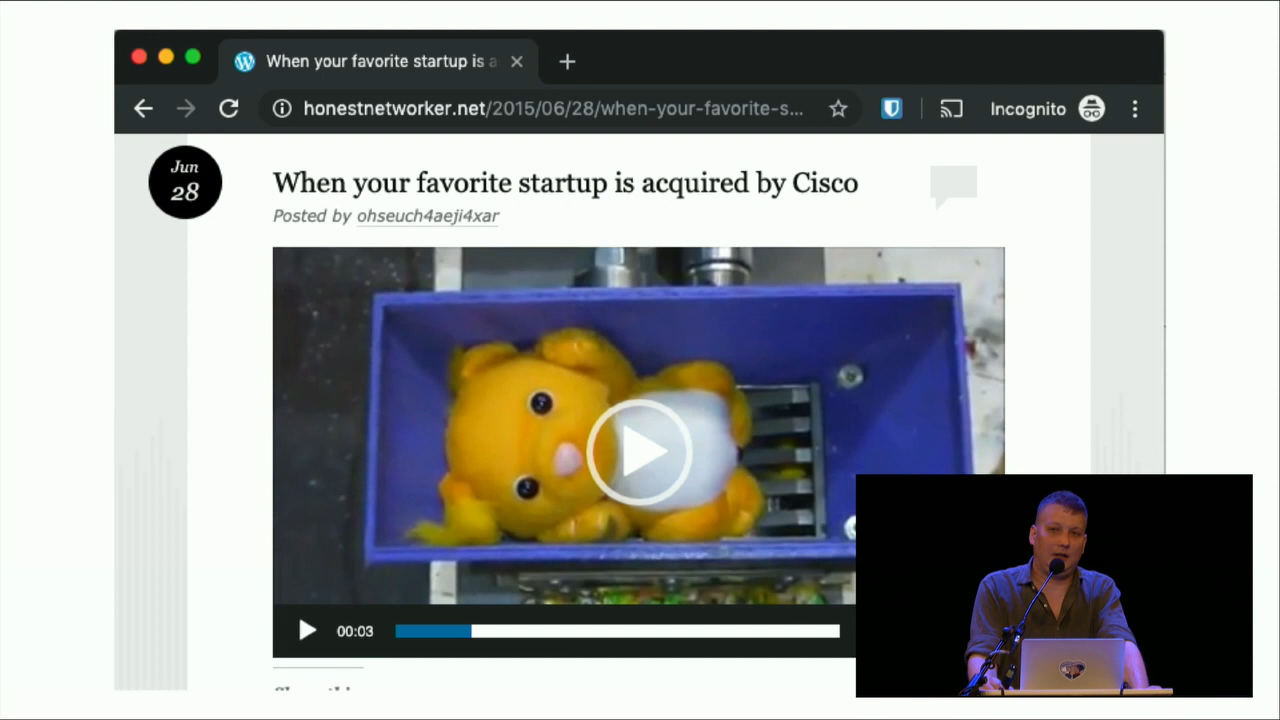 When your favorite startup is a
honestnetworker.net/2015/06/28/when-your-favorite-s...
Incognito
Jun
28
When your favorite startup is acquired by Cisco
Posted by ohseuch4aeji4xar
00:03